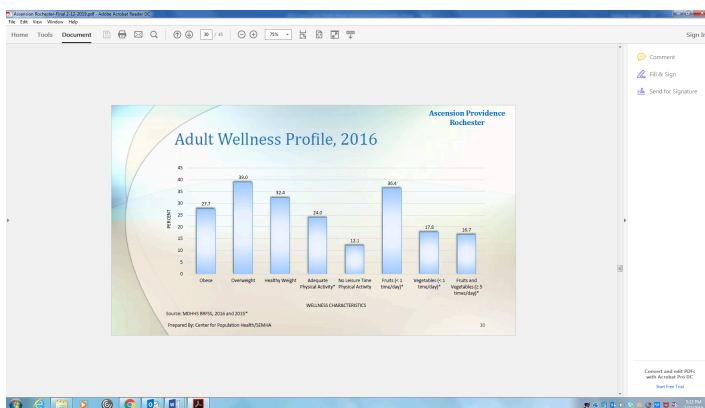 Ascension Rochester-Final 2-12-2019.pdf - Adobe Acrobat Reader DC
File Edit View Window Help
Home Tools Document 30 / 45 75% Sign In
Comment
Fill & Sign
Send for Signature
Ascension Providence
Rochester
Adult Wellness Profile, 2016
45
40
35
30
25
20
15
10
5
0
PERCENT
27.7
39.0
32.4
24.0
12.1
36.4
17.8
16.7
Obese
Overweight
Healthy Weight
Adequate
Physical Activity*
No Leisure Time
Physical Activity
Fruits (< 1
time/day)*
Vegetables (< 1
time/day)*
Fruits and
Vegetables (≥ 5
times/day)*
WELLNESS CHARACTERISTICS
Source: MDHHS BRFSS, 2016 and 2015*
Prepared By: Center for Population Health/SEMHA
30
Convert and edit PDFs
with Acrobat Pro DC
Start Free Trial